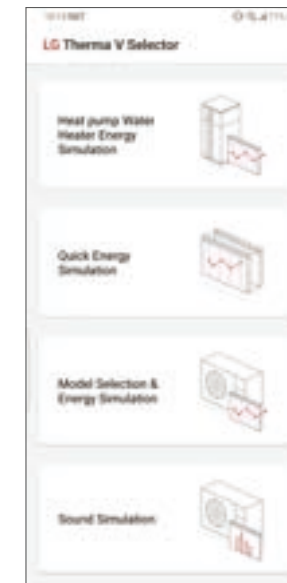 LG Therma V Selector
Heat pump Water
Heater Energy
Simulation
Quick Energy
Simulation
Model Selection &
Energy Simulation
Sound Simulation